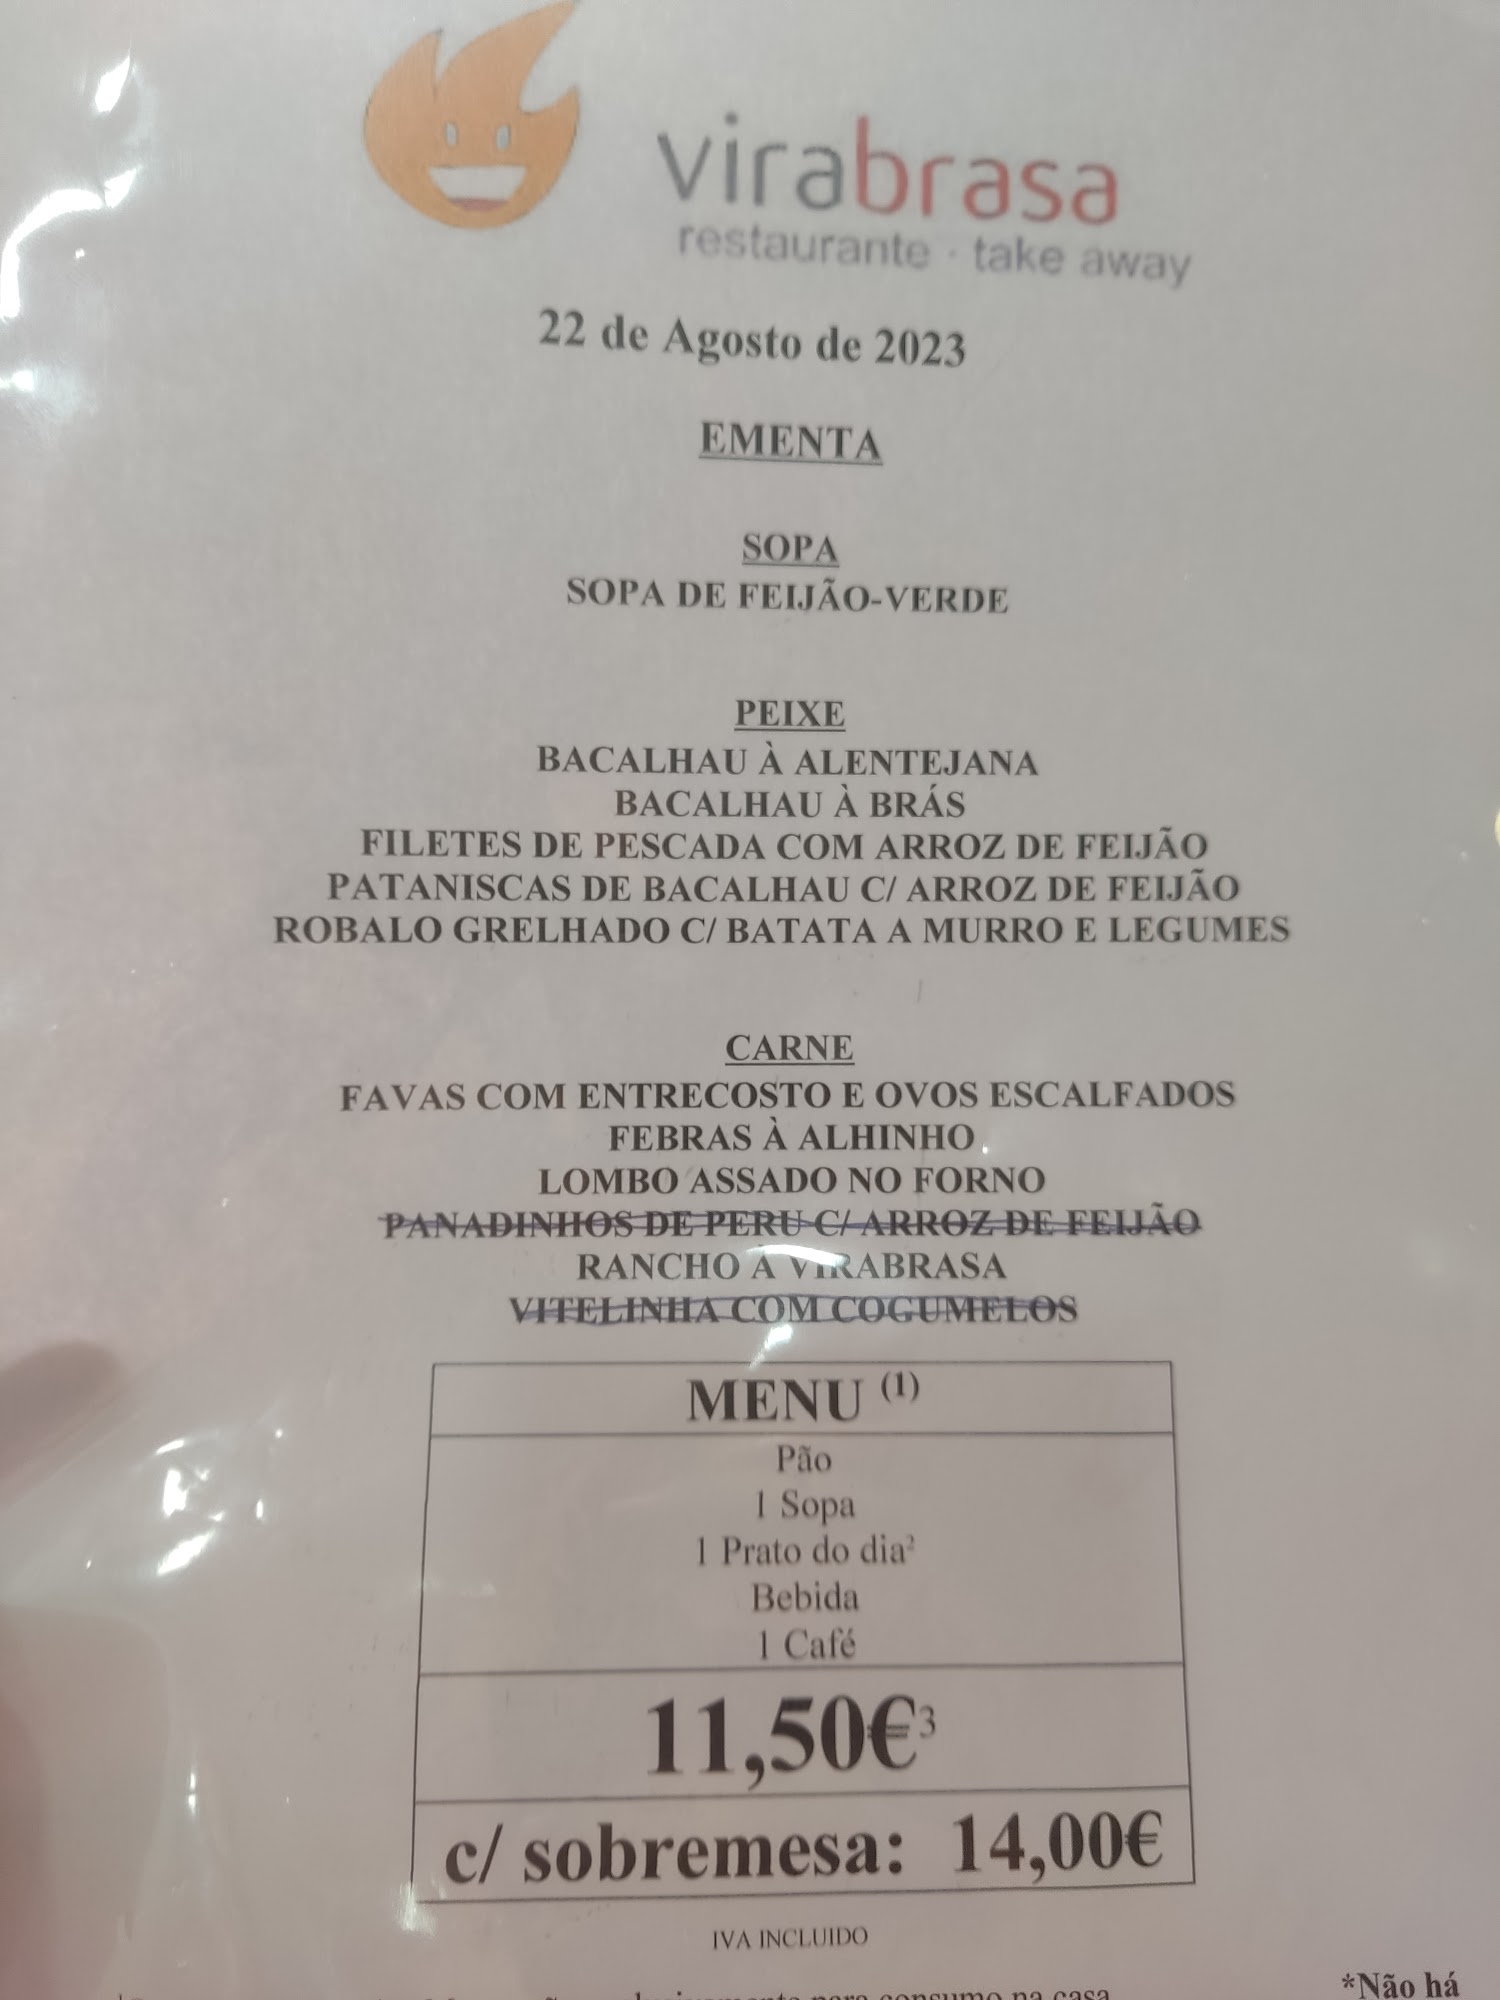 virabrasa
restaurante · take away
22 de Agosto de 2023
EMENTA
SOPA
SOPA DE FEIJÃO-VERDE
PEIXE
BACALHAU À ALENTEJANA
BACALHAU À BRÁS
FILETES DE PESCADA COM ARROZ DE FEIJÃO
PATANISCAS DE BACALHAU C/ ARROZ DE FEIJÃO
ROBALO GRELHADO C/ BATATA A MURRO E LEGUMES
CARNE
FAVAS COM ENTRECOSTO E OVOS ESCALFADOS
FEBRAS À ALHINHO
LOMBO ASSADO NO FORNO
PANADINHOS DE PERU C/ ARROZ DE FEIJÃO
RANCHO À VIRABRASA
VITELINHA COM COGUMELOS
MENU (1)
Pão
1 Sopa
1 Prato do dia²
Bebida
1 Café
11,50€³
c/ sobremesa: 14,00€
IVA INCLUIDO
*Não há
para consumo na casa